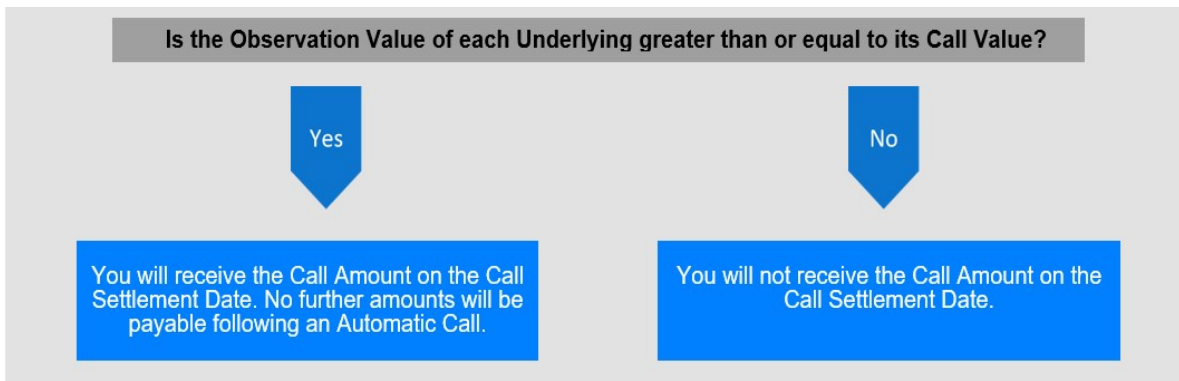 Is the Observation Value of each Underlying greater than or equal to its Call Value?
Yes
No
You will receive the Call Amount on the Call
Settlement Date. No further amounts will be
payable following an Automatic Call.
You will not receive the Call Amount on the
Call Settlement Date.